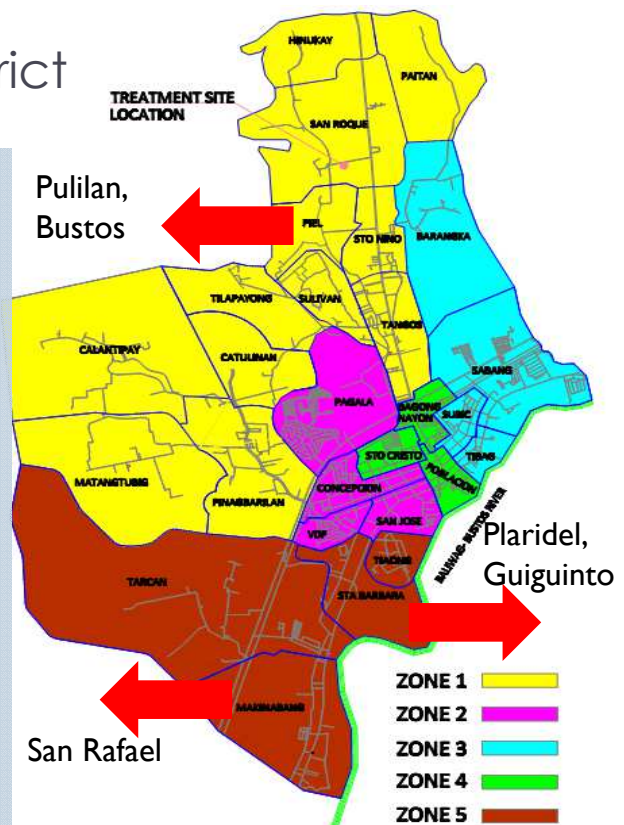 rict
HINUKAY
PAITAN
TREATMENT SITE
LOCATION
SAN ROQUE
Pulilan,
Bustos
PIEL
STO NINO
BARANGKA
TILAPAYONG
SULIVAN
TANGOS
CALANTIPAY
CATULINAN
SABANG
PAGALA
BAGONG
NAYON
SUBIC
STO CRISTO
TIBAG
MATANGTUBIG
CONCEPCION
POBLACION
PINAGBARILAN
SAN JOSE
VDF
BALIWAG- BUSTOS RIVER
Plaridel,
Guiguinto
TIAONG
TARCAN
STA BARBARA
ZONE 1
MAKINABANG
ZONE 2
San Rafael
ZONE 3
ZONE 4
ZONE 5